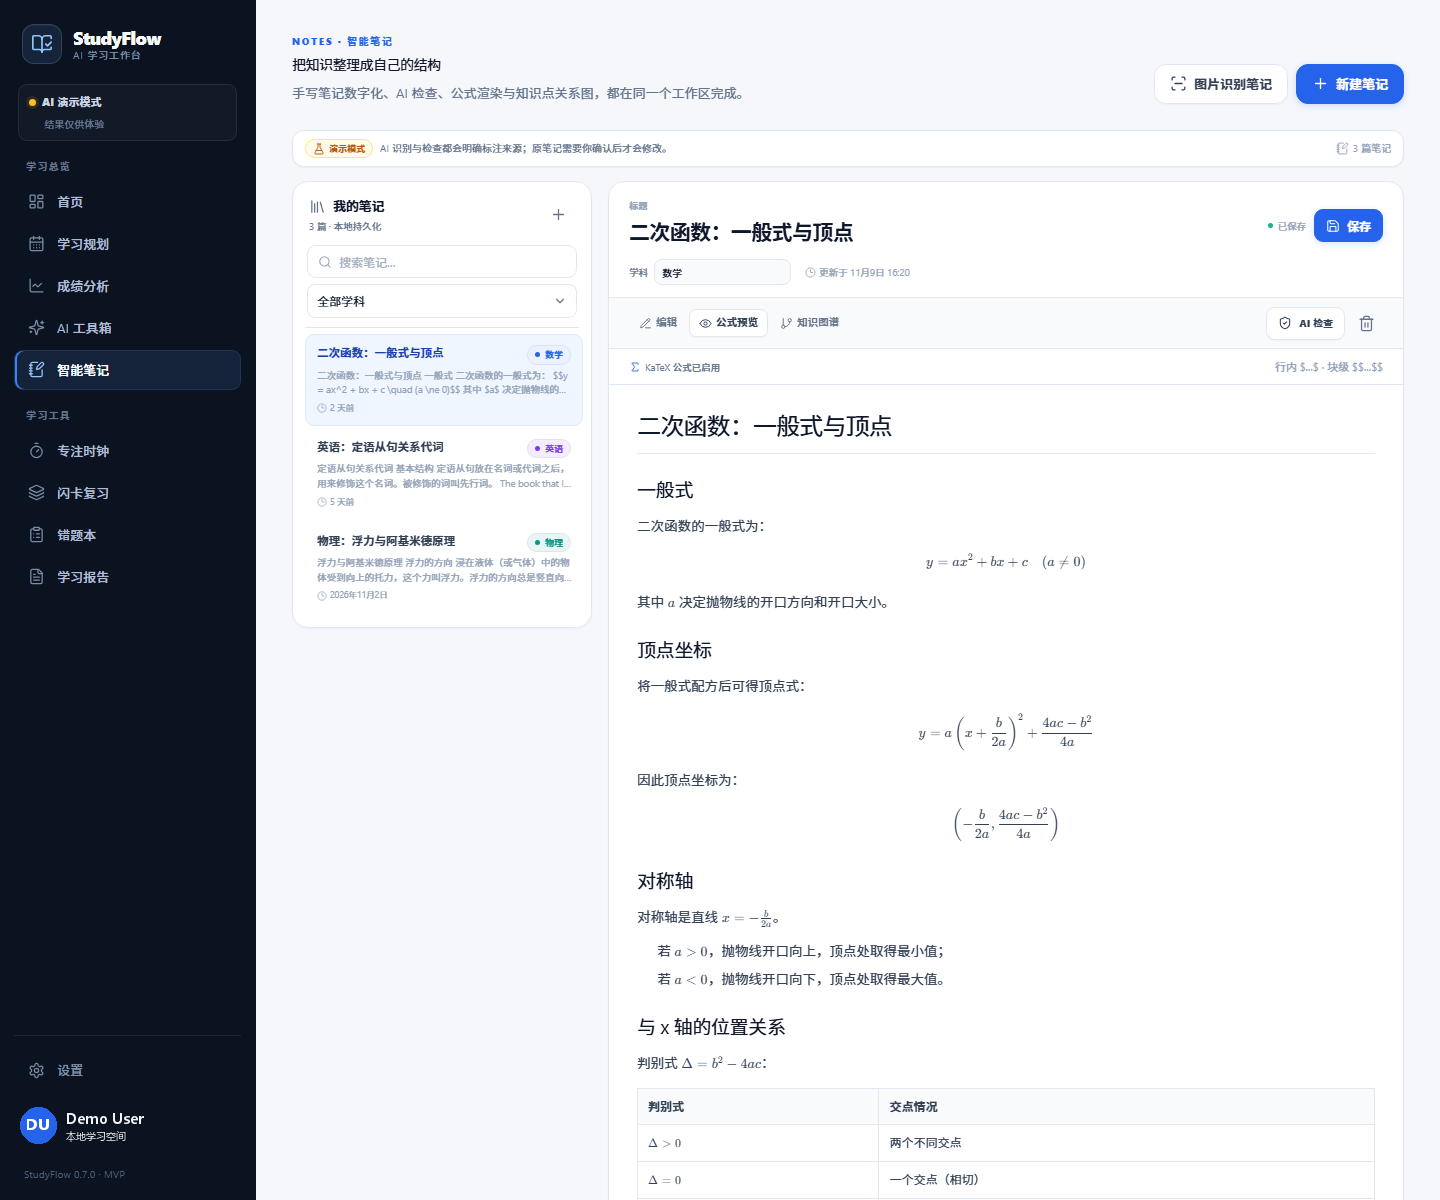 StudyFlow
AI 学习工作台
AI 演示模式
结果仅供体验
学习总览
首页
学习规划
成绩分析
AI 工具箱
智能笔记
学习工具
专注时钟
闪卡复习
错题本
学习报告
设置
DU
Demo User
本地学习空间
StudyFlow 0.7.0 · MVP
NOTES · 智能笔记
把知识整理成自己的结构
手写笔记数字化、AI 检查、公式渲染与知识点关系图，都在同一个工作区完成。
图片识别笔记
新建笔记
演示模式 AI 识别与检查都会明确标注来源；原笔记需要你确认后才会修改。
3 篇笔记
我的笔记
3 篇 · 本地持久化
搜索笔记...
全部学科
二次函数：一般式与顶点
数学
二次函数：一般式与顶点 一般式 二次函数的一般式为： $$y
= ax^2 + bx + c \quad (a \ne 0)$$ 其中 $a$ 决定抛物线的...
2 天前
英语：定语从句关系代词
英语
定语从句关系代词 基本结构 定语从句放在名词或代词之后，
用来修饰这个名词。被修饰的词叫先行词。 The book that I...
5 天前
物理：浮力与阿基米德原理
物理
浮力与阿基米德原理 浮力的方向 浸在液体（或气体）中的物
体受到向上的托力，这个力叫浮力。浮力的方向总是竖直向...
2026年11月2日
标题
二次函数：一般式与顶点
已保存
保存
学科
数学
更新于 11月9日 16:20
编辑
公式预览
知识图谱
AI 检查
KaTeX 公式已启用
行内 $...$ · 块级 $$...$$
二次函数：一般式与顶点
一般式
二次函数的一般式为：
y = ax² + bx + c (a ≠ 0)
其中 a 决定抛物线的开口方向和开口大小。
顶点坐标
将一般式配方后可得顶点式：
y = a (x + b/2a)² + (4ac − b²)/4a
因此顶点坐标为：
(−b/2a, (4ac − b²)/4a)
对称轴
对称轴是直线 x = −b/2a。
若 a > 0，抛物线开口向上，顶点处取得最小值；
若 a < 0，抛物线开口向下，顶点处取得最大值。
与 x 轴的位置关系
判别式 Δ = b² − 4ac：
判别式 交点情况
Δ > 0 两个不同交点
Δ = 0 一个交点（相切）